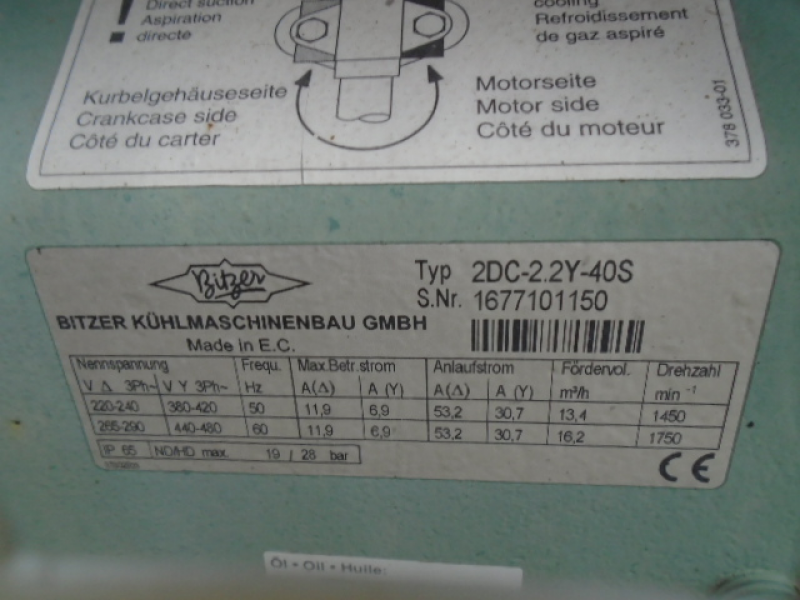 Direct suction
Aspiration
directe
cooling
Refroidissement
de gaz aspiré
Kurbelgehäuseseite
Crankcase side
Côté du carter
Motorseite
Motor side
Côté du moteur
378 033-01
Bitzer
Typ 2DC-2.2Y-40S
S.Nr. 1677101150
BITZER KÜHLMASCHINENBAU GMBH
Made in E.C.
Nennspannung Frequ. Max.Betr.strom Anlaufstrom Fördervol. Drehzahl
V Δ 3Ph~ V Y 3Ph~ Hz A(Δ) A (Y) A(Δ) A (Y) m³/h min -1
220-240 380-420 50 11,9 6,9 53,2 30,7 13,4 1450
265-290 440-480 60 11,9 6,9 53,2 30,7 16,2 1750
IP 65 ND/HD max. 19 / 28 bar
CE
Öl • Oil • Huile: